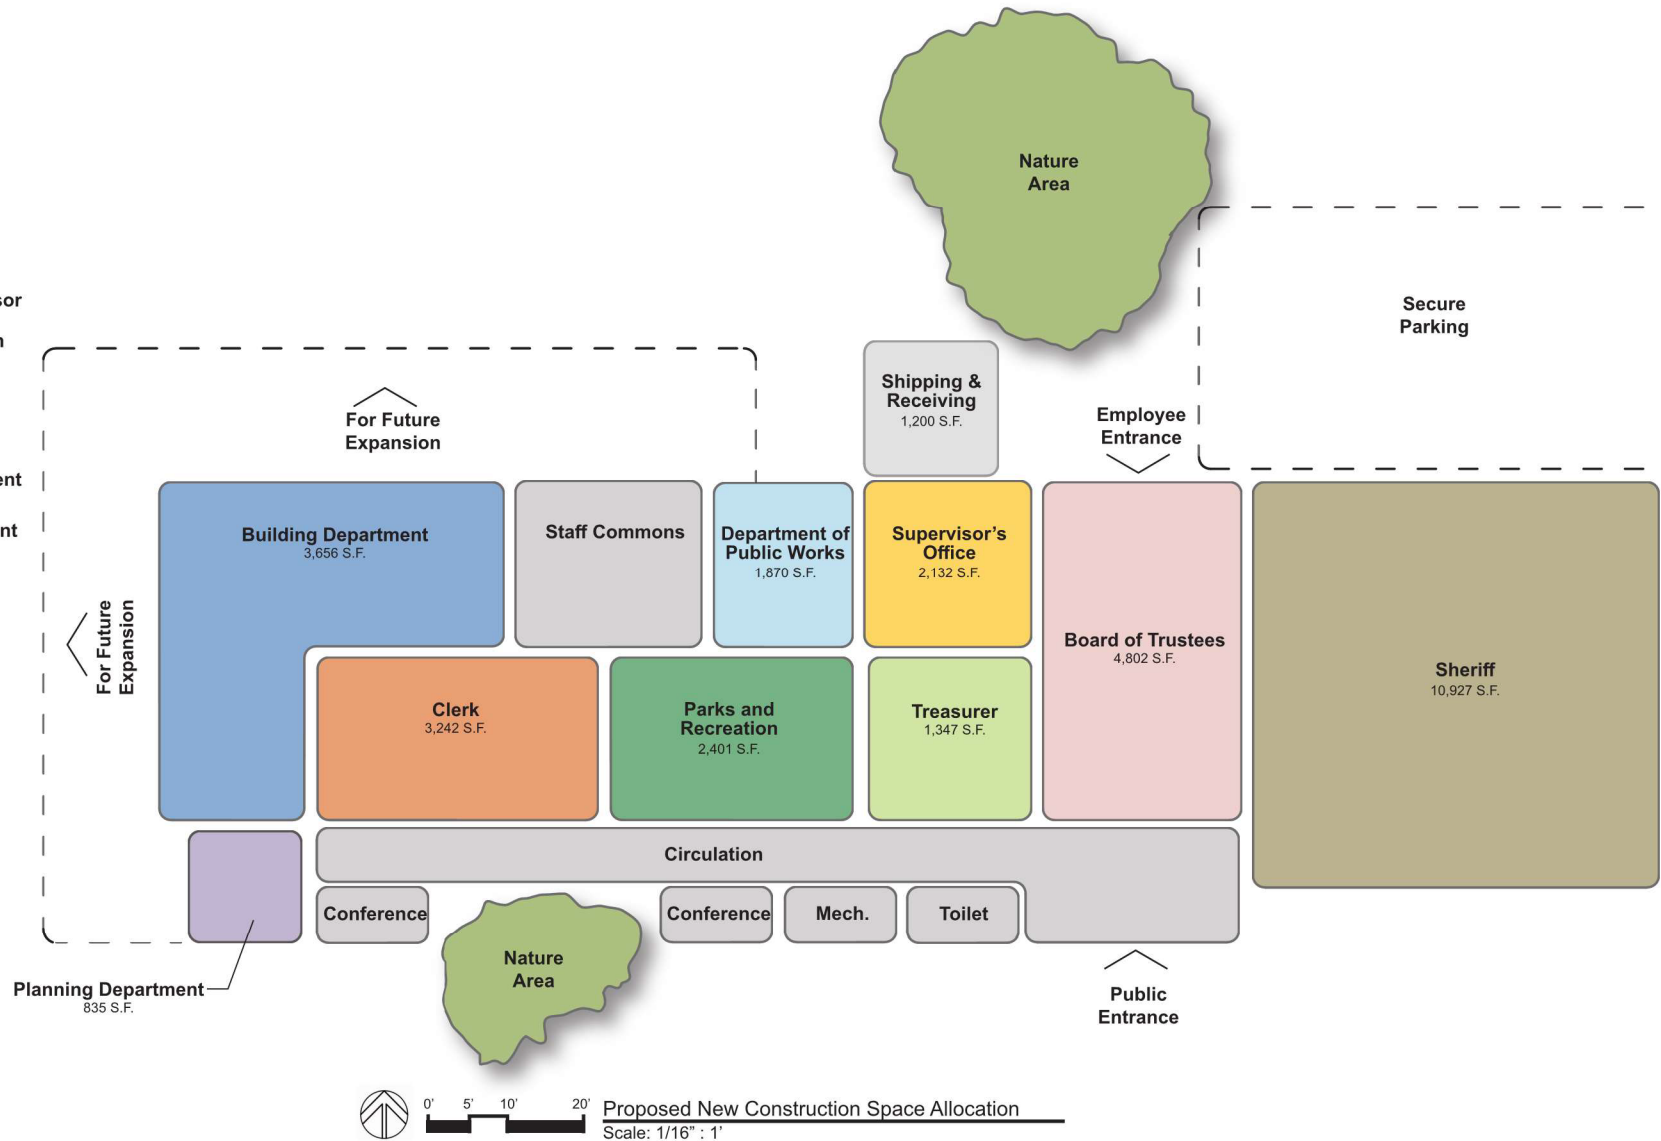 Nature
Area
sor
n
Secure
Parking
ent
nt
For Future
Expansion
Shipping &
Receiving
1,200 S.F.
Employee
Entrance
For Future
Expansion
Building Department
3,656 S.F.
Staff Commons
Department of
Public Works
1,870 S.F.
Supervisor’s
Office
2,132 S.F.
Board of Trustees
4,802 S.F.
Sheriff
10,927 S.F.
Clerk
3,242 S.F.
Parks and
Recreation
2,401 S.F.
Treasurer
1,347 S.F.
Circulation
Conference
Conference
Mech.
Toilet
Nature
Area
Planning Department
835 S.F.
Public
Entrance
0’ 5’ 10’ 20’
Proposed New Construction Space Allocation
Scale: 1/16” : 1’